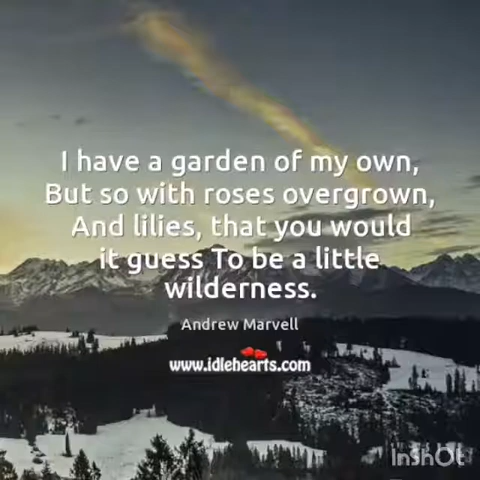 I have a garden of my own,
But so with roses overgrown,
And lilies, that you would
it guess To be a little
wilderness.
Andrew Marvell
www.idlehearts.com
InShOt